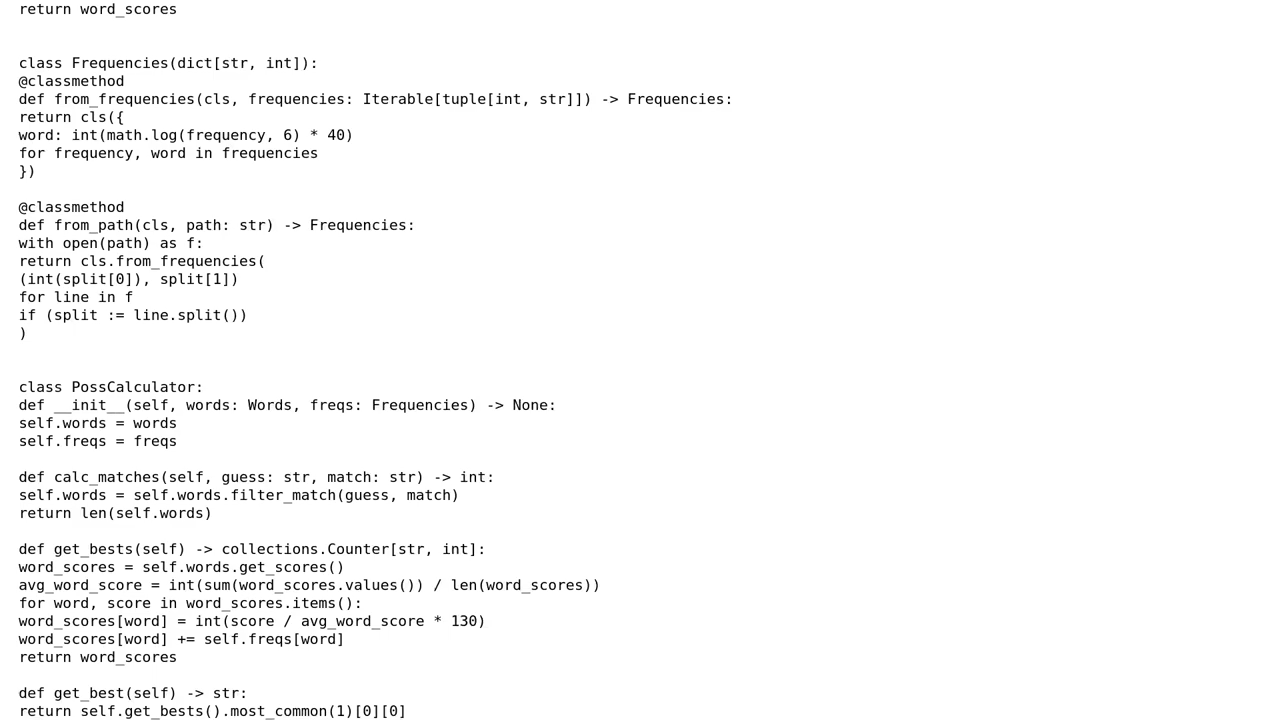 return word_scores
class Frequencies(dict[str, int]):
@classmethod
def from_frequencies(cls, frequencies: Iterable[tuple[int, str]]) -> Frequencies:
return cls({
word: int(math.log(frequency, 6) * 40)
for frequency, word in frequencies
})
@classmethod
def from_path(cls, path: str) -> Frequencies:
with open(path) as f:
return cls.from_frequencies(
(int(split[0]), split[1])
for line in f
if (split := line.split())
)
class PossCalculator:
def __init__(self, words: Words, freqs: Frequencies) -> None:
self.words = words
self.freqs = freqs
def calc_matches(self, guess: str, match: str) -> int:
self.words = self.words.filter_match(guess, match)
return len(self.words)
def get_bests(self) -> collections.Counter[str, int]:
word_scores = self.words.get_scores()
avg_word_score = int(sum(word_scores.values()) / len(word_scores))
for word, score in word_scores.items():
word_scores[word] = int(score / avg_word_score * 130)
word_scores[word] += self.freqs[word]
return word_scores
def get_best(self) -> str:
return self.get_bests().most_common(1)[0][0]